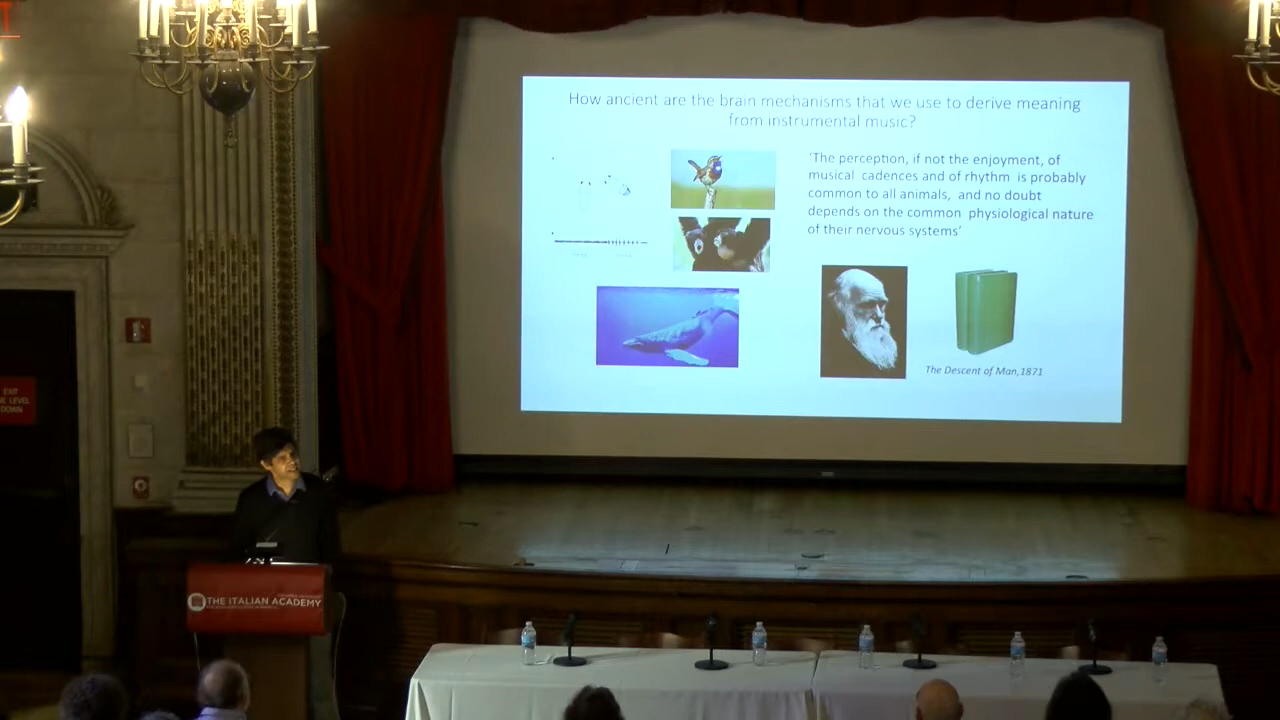 How ancient are the brain mechanisms that we use to derive meaning
from instrumental music?
'The perception, if not the enjoyment, of
musical cadences and of rhythm is probably
common to all animals, and no doubt
depends on the common physiological nature
of their nervous systems'
The Descent of Man,1871
EXIT
LEVEL
DOWN
THE ITALIAN ACADEMY